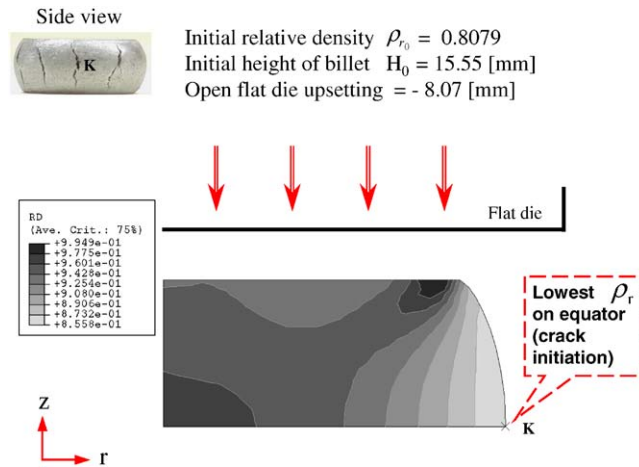 Side view
K
Initial relative density ρr0 = 0.8079
Initial height of billet H0 = 15.55 [mm]
Open flat die upsetting = - 8.07 [mm]
Flat die
RD
(Ave. Crit.: 75%)
+9.949e-01
+9.775e-01
+9.601e-01
+9.428e-01
+9.254e-01
+9.080e-01
+8.906e-01
+8.732e-01
+8.558e-01
Lowest ρr
on equator
(crack
initiation)
K
z
r